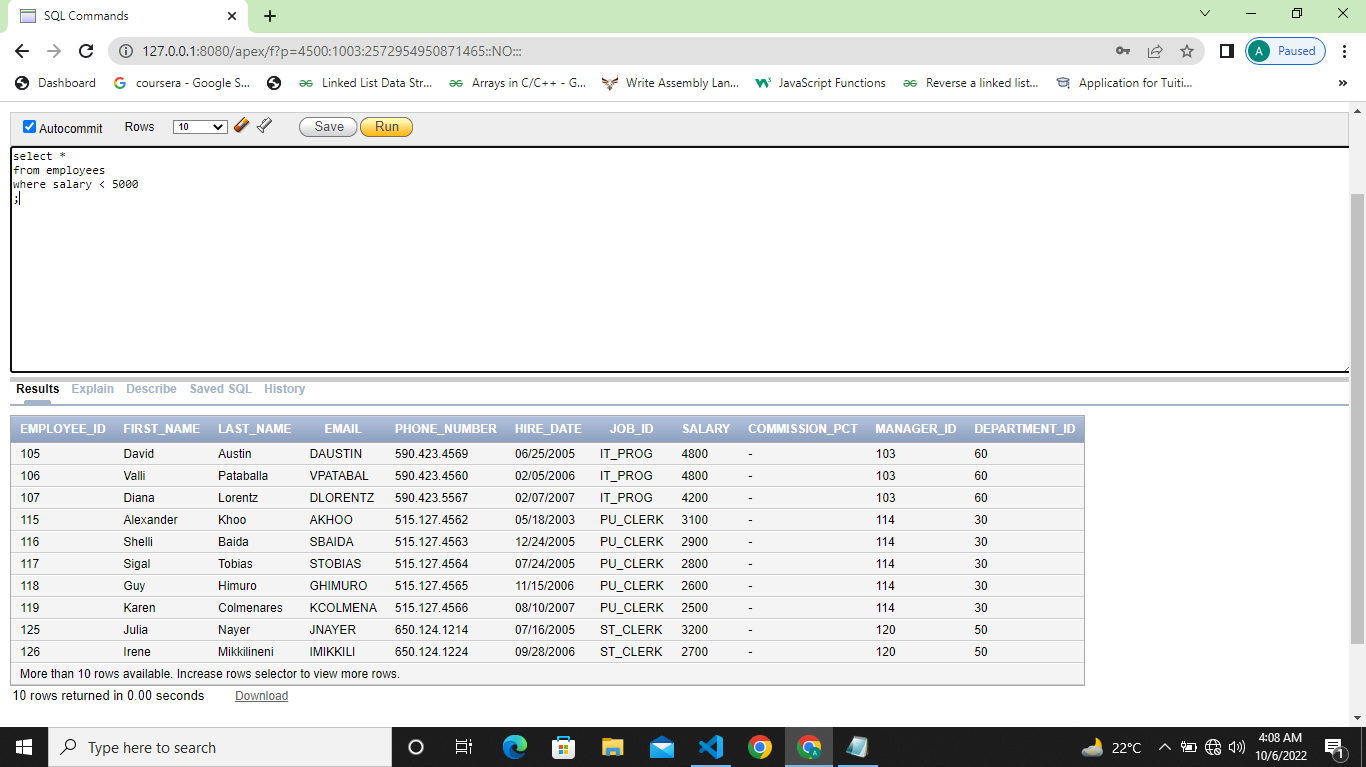 SQL Commands
127.0.0.1:8080/apex/f?p=4500:1003:2572954950871465::NO:::
A Paused
Dashboard coursera - Google S... Linked List Data Str... Arrays in C/C++ - G... Write Assembly Lan... JavaScript Functions Reverse a linked list... Application for Tuiti... »
Autocommit Rows 10 Save Run
select *
from employees
where salary < 5000
;
Results Explain Describe Saved SQL History
EMPLOYEE_ID FIRST_NAME LAST_NAME EMAIL PHONE_NUMBER HIRE_DATE JOB_ID SALARY COMMISSION_PCT MANAGER_ID DEPARTMENT_ID
105 David Austin DAUSTIN 590.423.4569 06/25/2005 IT_PROG 4800 - 103 60
106 Valli Pataballa VPATABAL 590.423.4560 02/05/2006 IT_PROG 4800 - 103 60
107 Diana Lorentz DLORENTZ 590.423.5567 02/07/2007 IT_PROG 4200 - 103 60
115 Alexander Khoo AKHOO 515.127.4562 05/18/2003 PU_CLERK 3100 - 114 30
116 Shelli Baida SBAIDA 515.127.4563 12/24/2005 PU_CLERK 2900 - 114 30
117 Sigal Tobias STOBIAS 515.127.4564 07/24/2005 PU_CLERK 2800 - 114 30
118 Guy Himuro GHIMURO 515.127.4565 11/15/2006 PU_CLERK 2600 - 114 30
119 Karen Colmenares KCOLMENA 515.127.4566 08/10/2007 PU_CLERK 2500 - 114 30
125 Julia Nayer JNAYER 650.124.1214 07/16/2005 ST_CLERK 3200 - 120 50
126 Irene Mikkilineni IMIKKILI 650.124.1224 09/28/2006 ST_CLERK 2700 - 120 50
More than 10 rows available. Increase rows selector to view more rows.
10 rows returned in 0.00 seconds Download
Type here to search 22°C 4:08 AM
10/6/2022 1